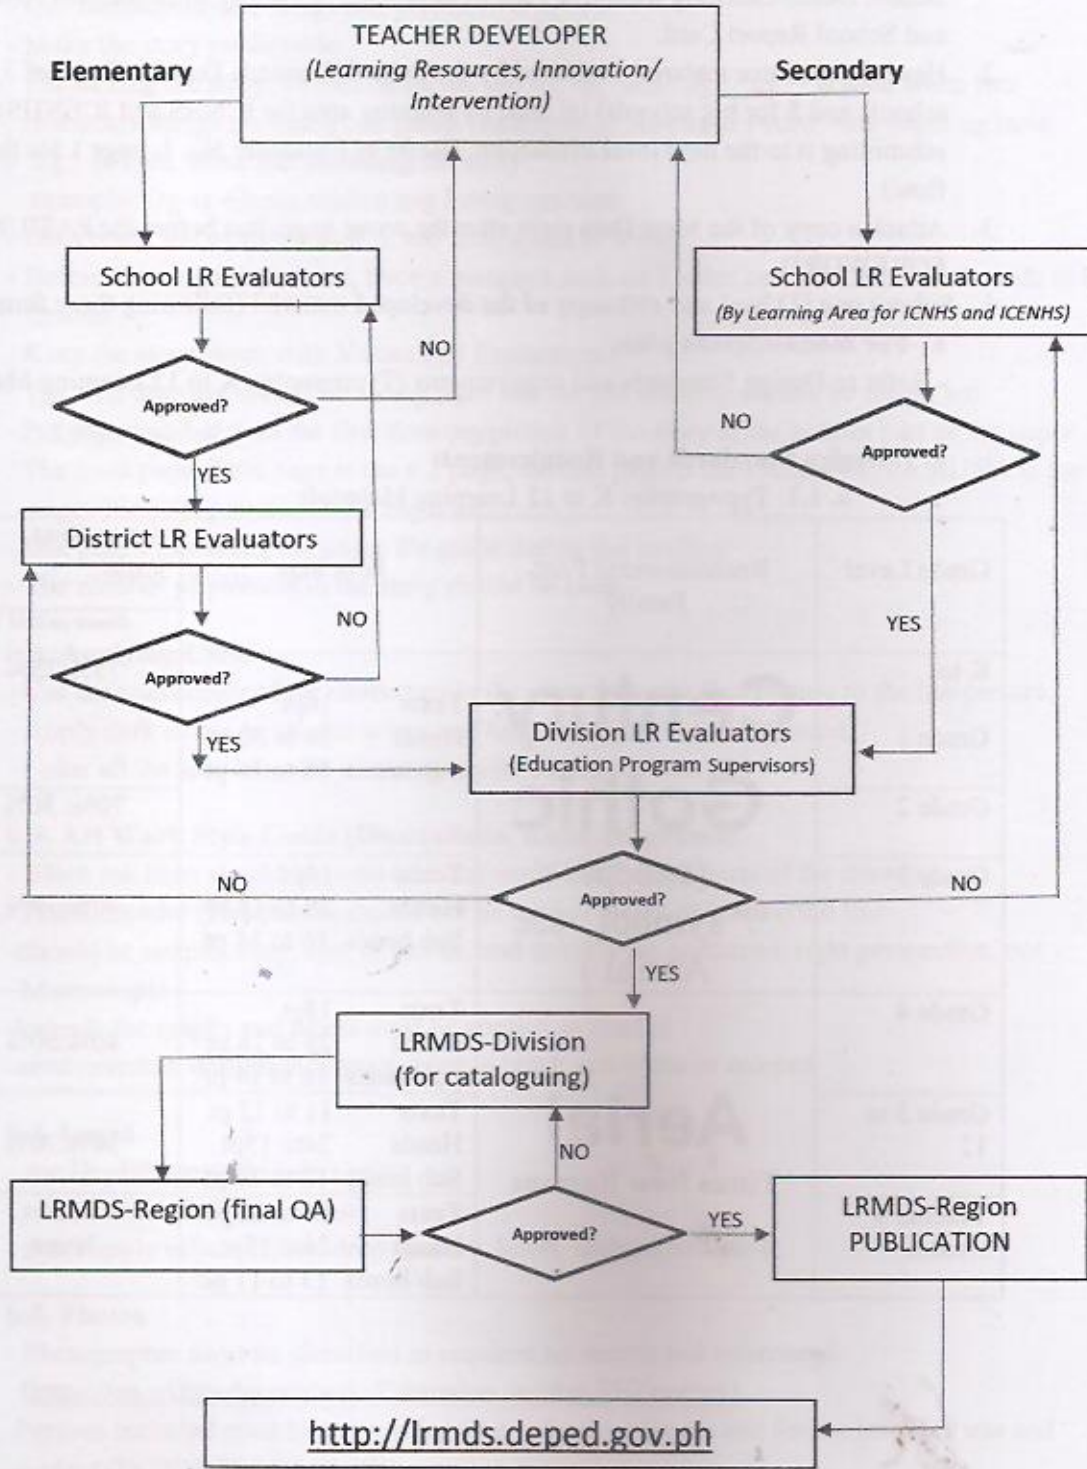 TEACHER DEVELOPER
(Learning Resources, Innovation/
Intervention)
Elementary
Secondary
School LR Evaluators
School LR Evaluators
(By Learning Area for ICNHS and ICENHS)
NO
Approved?
NO
Approved?
YES
District LR Evaluators
NO
YES
Approved?
YES
Division LR Evaluators
(Education Program Supervisors)
NO
Approved?
NO
YES
LRMDS-Division
(for cataloguing)
NO
LRMDS-Region (final QA)
Approved?
YES
LRMDS-Region
PUBLICATION
http://lrmds.deped.gov.ph